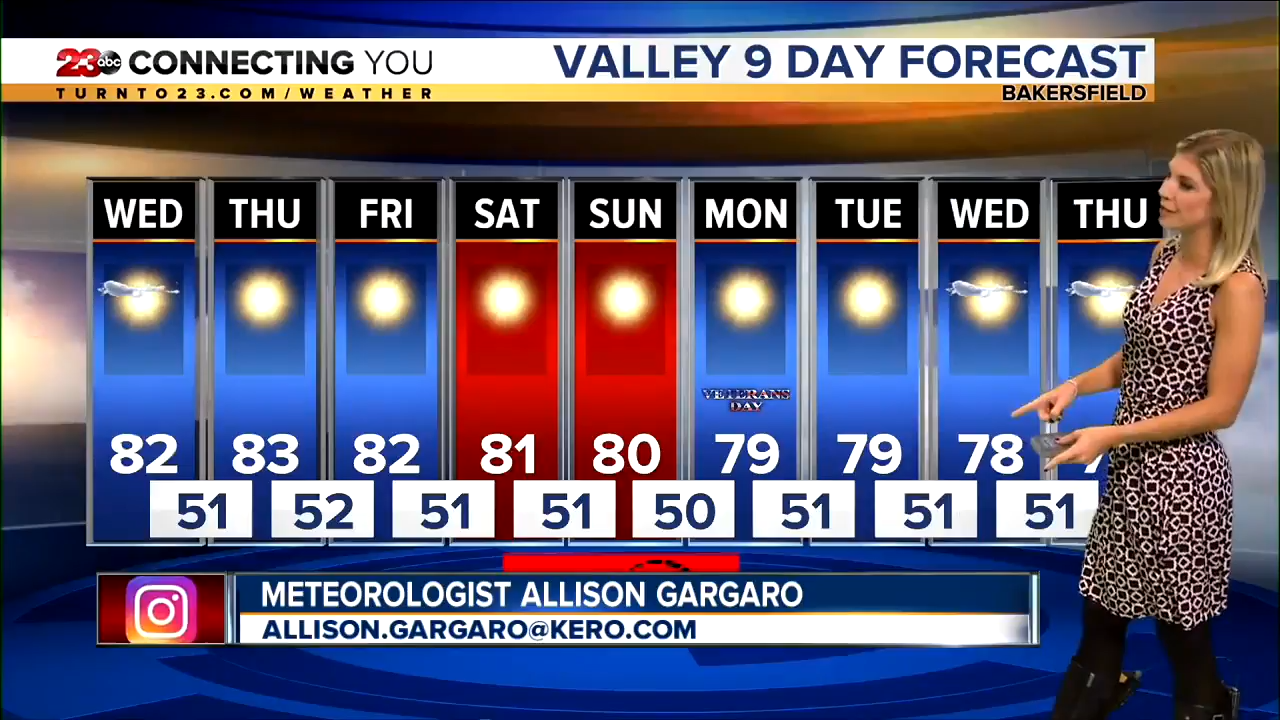 23 abc CONNECTING YOU
TURNTO23.COM/WEATHER
VALLEY 9 DAY FORECAST
BAKERSFIELD
WED THU FRI SAT SUN MON TUE WED THU
VETERANS
DAY
82 83 82 81 80 79 79 78
51 52 51 51 50 51 51 51
METEOROLOGIST ALLISON GARGARO
ALLISON.GARGARO@KERO.COM